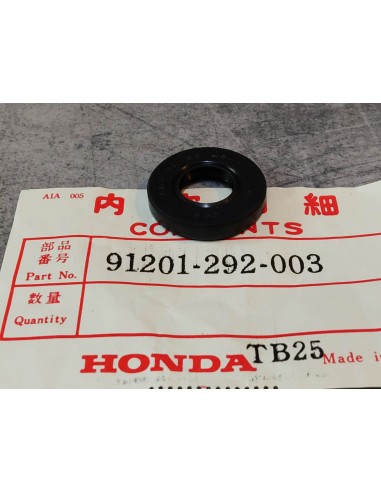 AIA 005
内 細
部品
番号
Part No. 91201-292-003
数量
Quantity
HONDA TB25 Made in